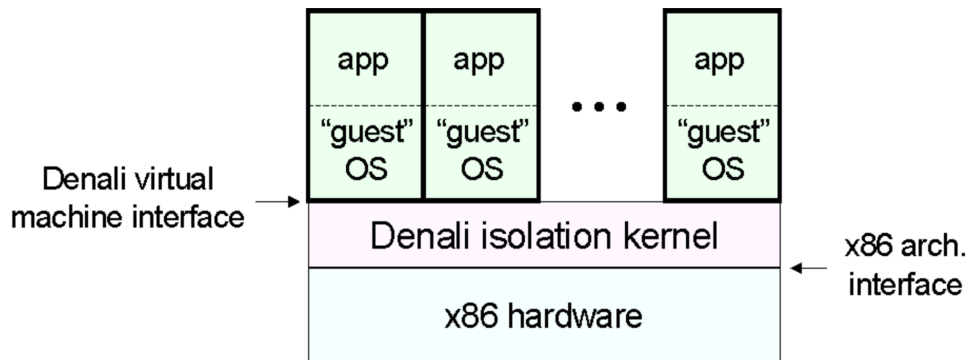 app
app
app
“guest”
OS
“guest”
OS
“guest”
OS
Denali virtual
machine interface
Denali isolation kernel
x86 arch.
interface
x86 hardware